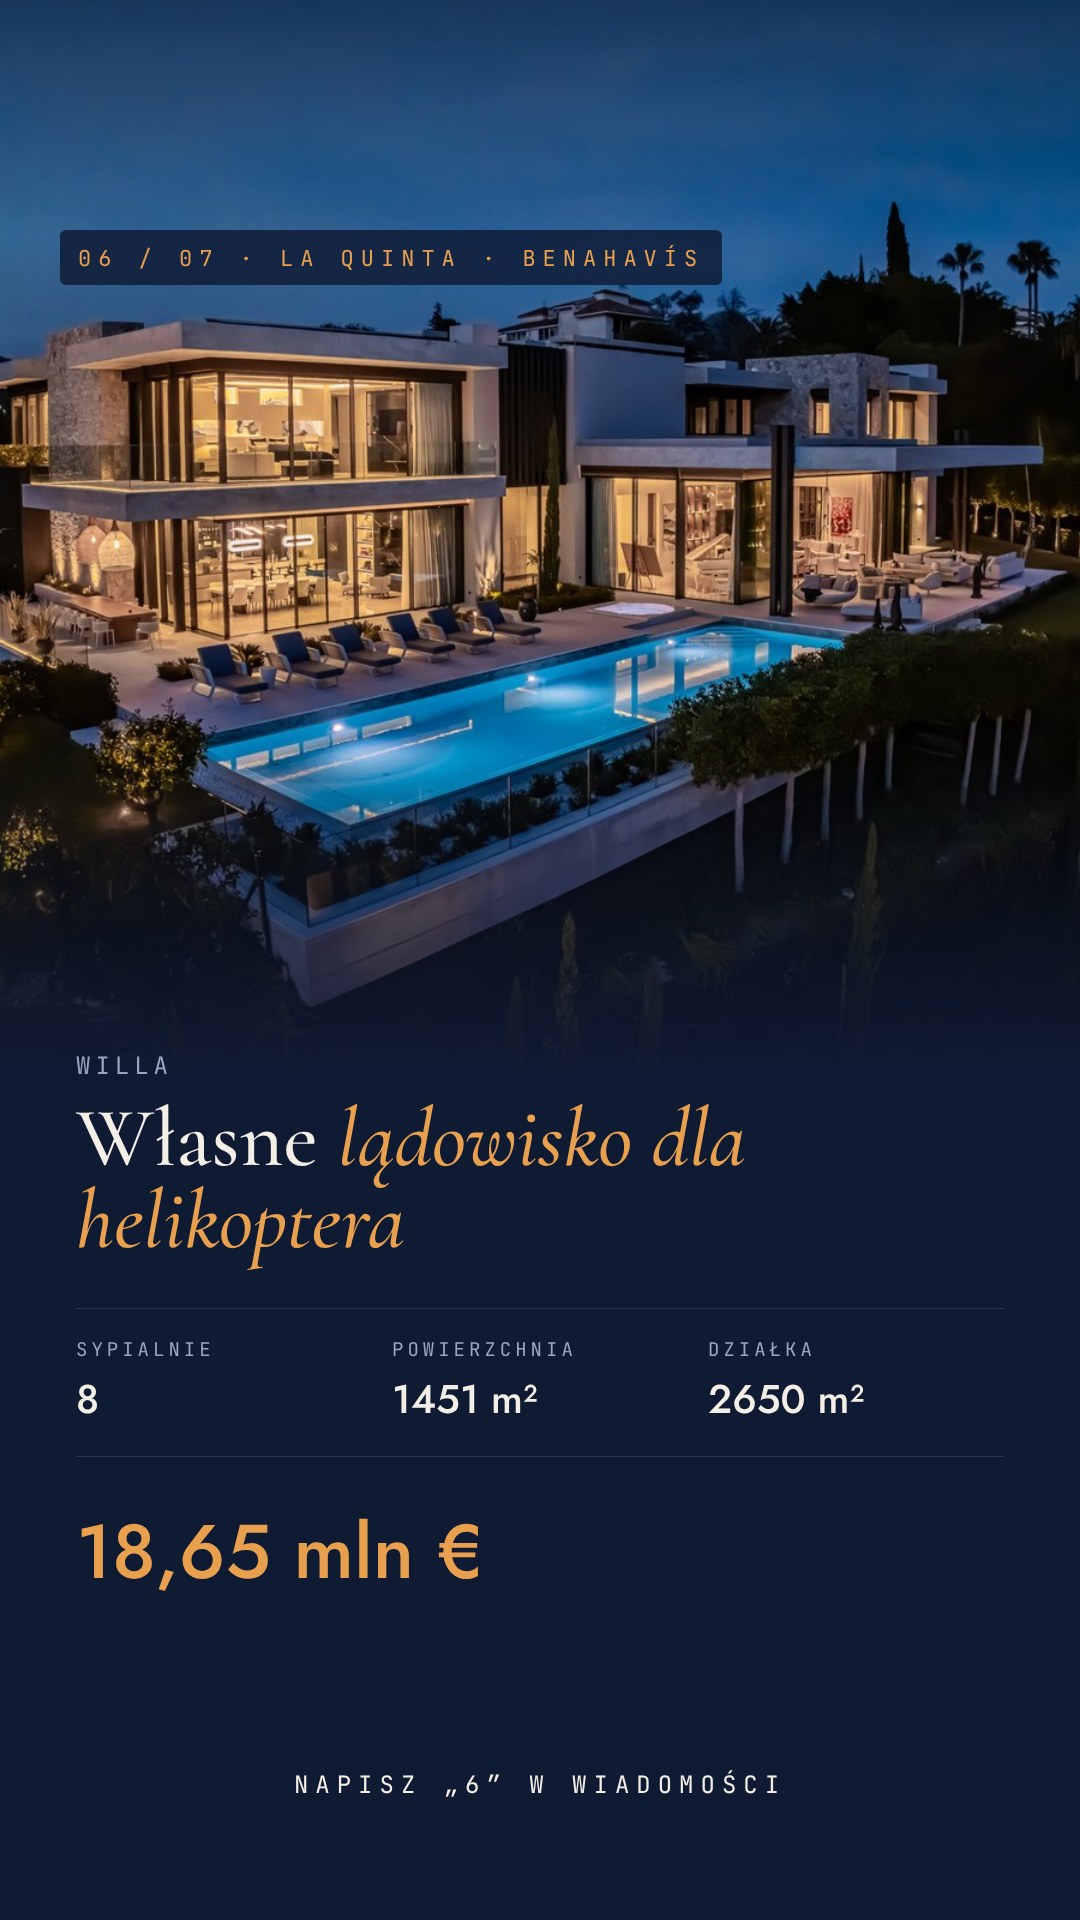 06 / 07 · LA QUINTA · BENAHAVÍS
WILLA
Własne lądowisko dla
helikoptera
SYPIALNIE POWIERZCHNIA DZIAŁKA
8 1451 m² 2650 m²
18,65 mln €
NAPISZ „6” W WIADOMOŚCI